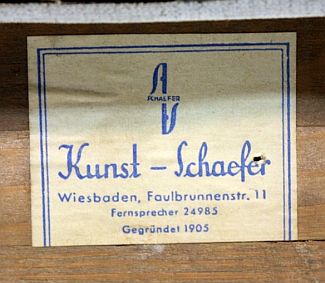 A
SCHAEFER
V
Kunst - Schaefer
Wiesbaden, Faulbrunnenstr. 11
Fernsprecher 24985
Gegründet 1905